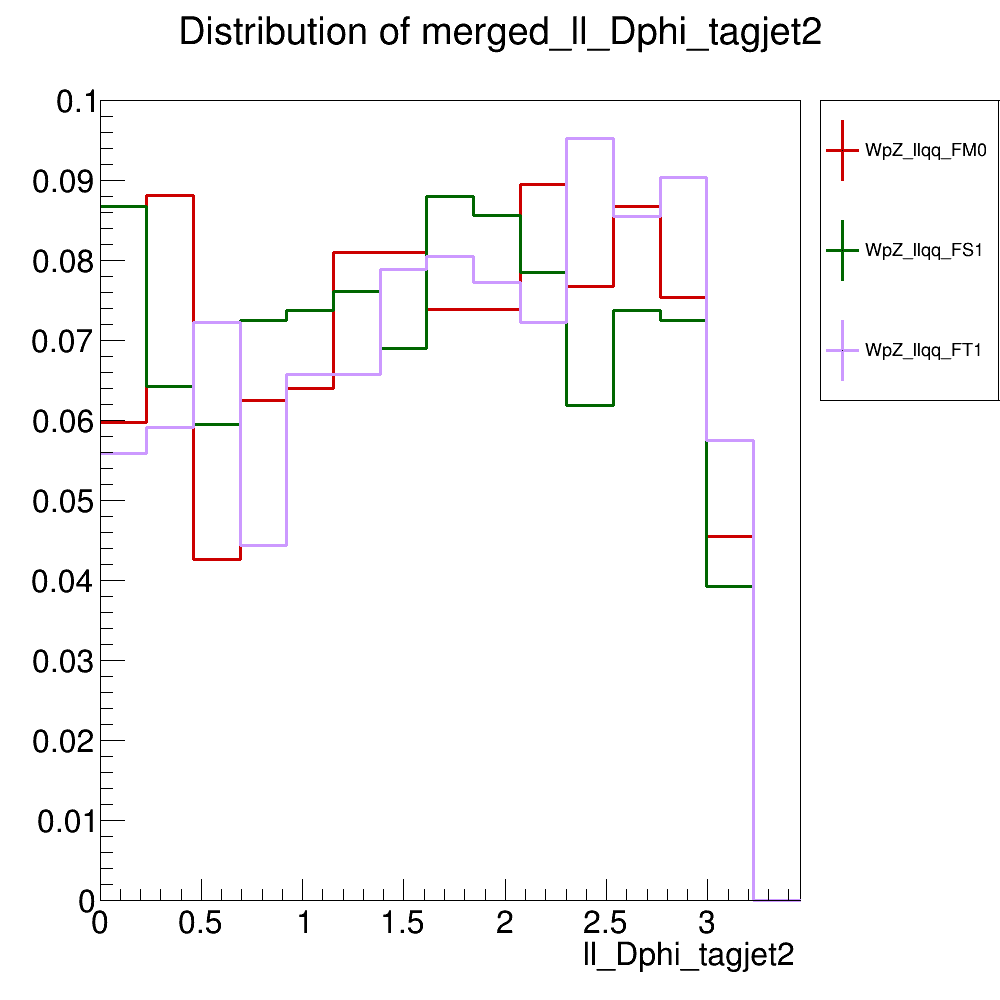 Distribution of merged_ll_Dphi_tagjet2
0.1
0.09
0.08
0.07
0.06
0.05
0.04
0.03
0.02
0.01
0
0 0.5 1 1.5 2 2.5 3
ll_Dphi_tagjet2
WpZ_llqq_FM0
WpZ_llqq_FS1
WpZ_llqq_FT1